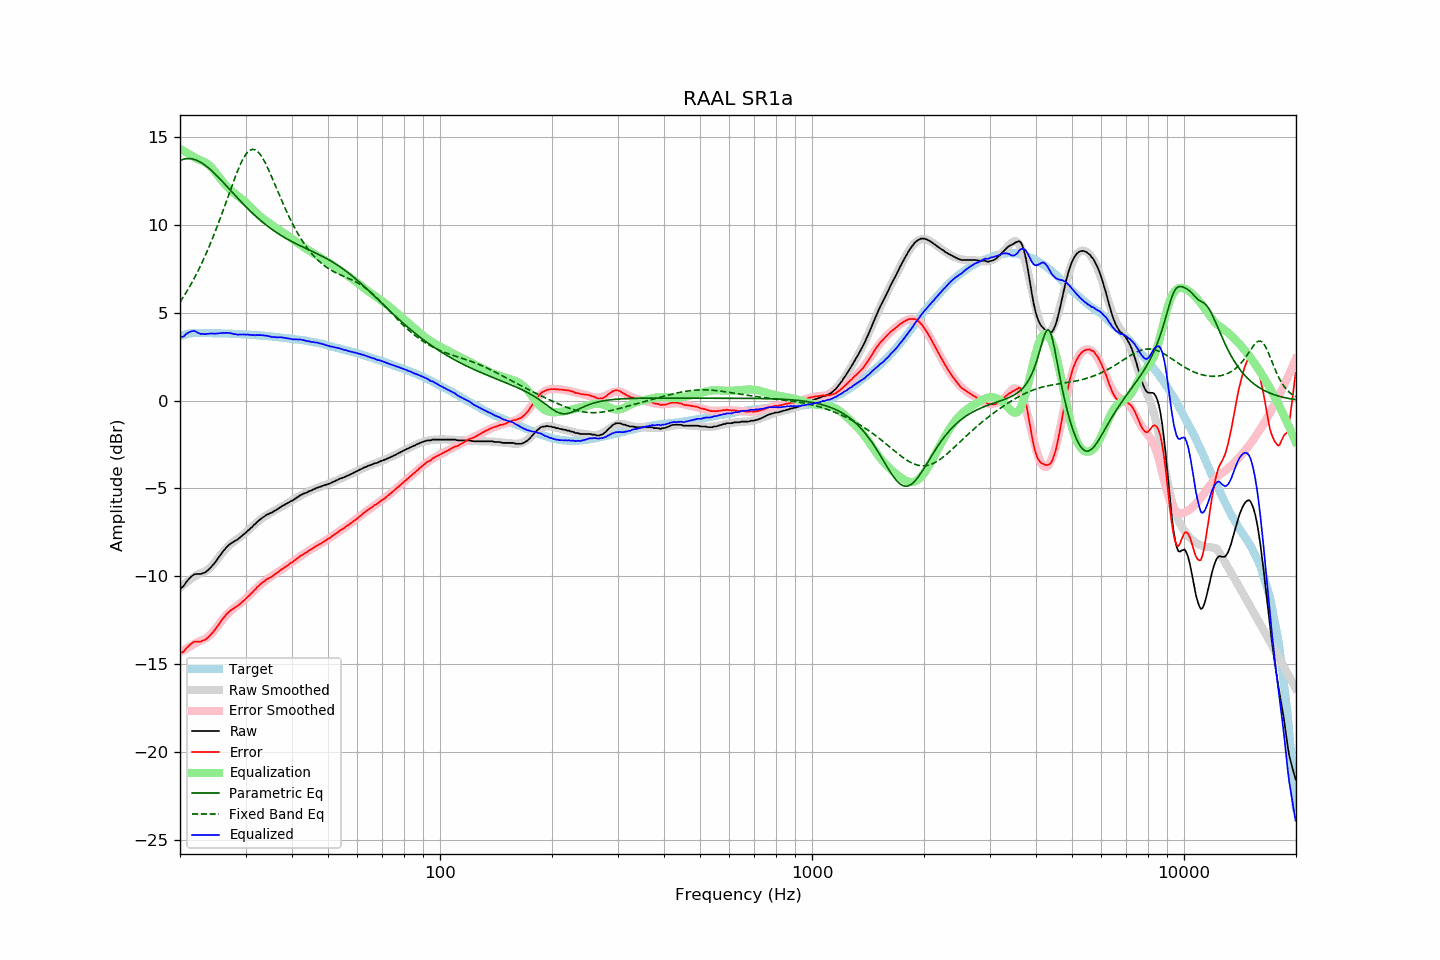 RAAL SR1a
15
10
5
0
−5
−10
−15
−20
−25
Amplitude (dBr)
Target
Raw Smoothed
Error Smoothed
Raw
Error
Equalization
Parametric Eq
Fixed Band Eq
Equalized
100
1000
10000
Frequency (Hz)